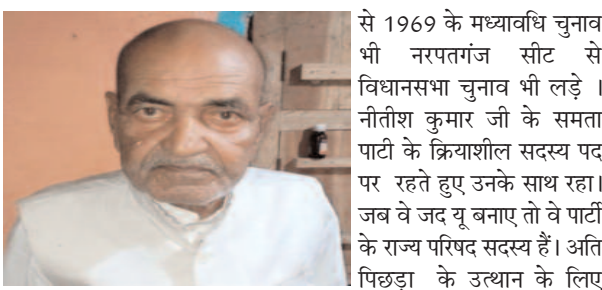 से 1969 के मध्यावधि चुनाव
भी नरपतगंज सीट से
विधानसभा चुनाव भी लड़े ।
नीतीश कुमार जी के समता
पाटी के क्रियाशील सदस्य पद
पर रहते हुए उनके साथ रहा।
जब वे जद यू बनाए तो वे पार्टी
के राज्य परिषद सदस्य हैं। अति
पिछड़ा के उत्थान के लिए